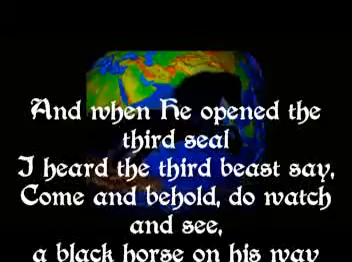 And when He opened the
third seal
I heard the third beast say,
Come and behold, do watch
and see,
a black horse on his way